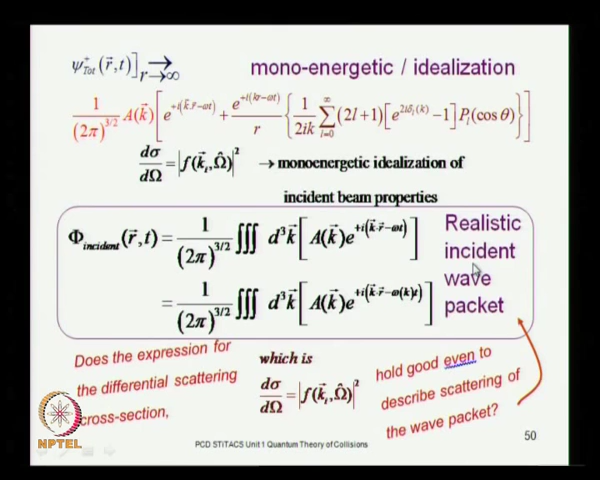 ψ⁺_Tot(r⃗,t)]_{r→∞} → mono-energetic / idealization
1/(2π)^{3/2} A(k⃗)[e^{+i(k⃗.r⃗−ωt)} + e^{+i(kr−ωt)}/r {1/2ik ∑_{l=0}^{∞}(2l+1)[e^{2iδ_l(k)}−1]P_l(cosθ)}]
dσ/dΩ = |f(k⃗_i,Ω̂)|² → monoenergetic idealization of
incident beam properties
Φ_incident(r⃗,t) = 1/(2π)^{3/2} ∭ d³k⃗[A(k⃗)e^{+i(k⃗·r⃗−ωt)}]
= 1/(2π)^{3/2} ∭ d³k⃗[A(k⃗)e^{+i(k⃗·r⃗−ω(k)t)}]
Realistic
incident
wave
packet
Does the expression for
the differential scattering
cross-section,
which is
dσ/dΩ = |f(k⃗_i,Ω̂)|²
hold good even to
describe scattering of
the wave packet?
NPTEL
PCD STITACS Unit 1 Quantum Theory of Collisions
50